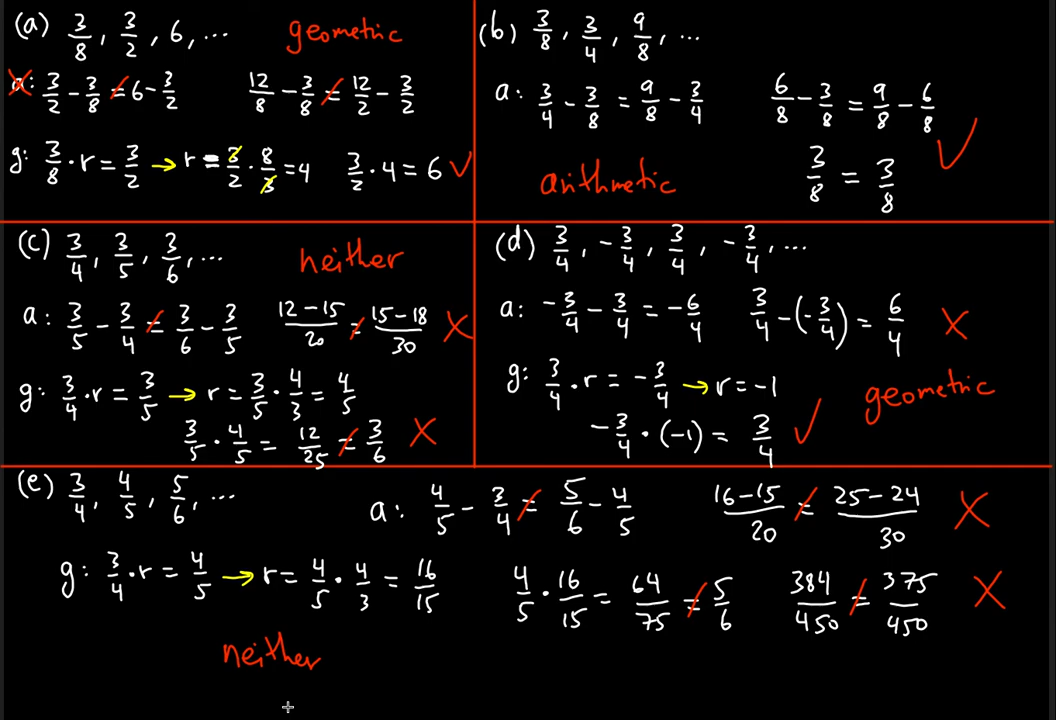 (a) 3/8, 3/2, 6, ... geometric
a: 3/2 - 3/8 ≠ 6 - 3/2 12/8 - 3/8 ≠ 12/2 - 3/2
g: 3/8 · r = 3/2 → r = 3/2 · 8/3 = 4 3/2 · 4 = 6 ✓
(b) 3/8, 3/4, 9/8, ...
a: 3/4 - 3/8 = 9/8 - 3/4 6/8 - 3/8 = 9/8 - 6/8 ✓
arithmetic 3/8 = 3/8
(c) 3/4, 3/5, 3/6, ... neither
a: 3/5 - 3/4 ≠ 3/6 - 3/5 (12-15)/20 ≠ (15-18)/30 X
g: 3/4 · r = 3/5 → r = 3/5 · 4/3 = 4/5
3/5 · 4/5 = 12/25 ≠ 3/6 X
(d) 3/4, -3/4, 3/4, -3/4, ...
a: -3/4 - 3/4 = -6/4 3/4 - (-3/4) = 6/4 X
g: 3/4 · r = -3/4 → r = -1 geometric
-3/4 · (-1) = 3/4 ✓
(e) 3/4, 4/5, 5/6, ...
a: 4/5 - 3/4 ≠ 5/6 - 4/5 (16-15)/20 ≠ (25-24)/30 X
g: 3/4 · r = 4/5 → r = 4/5 · 4/3 = 16/15 4/5 · 16/15 = 64/75 ≠ 5/6 384/450 ≠ 375/450 X
neither